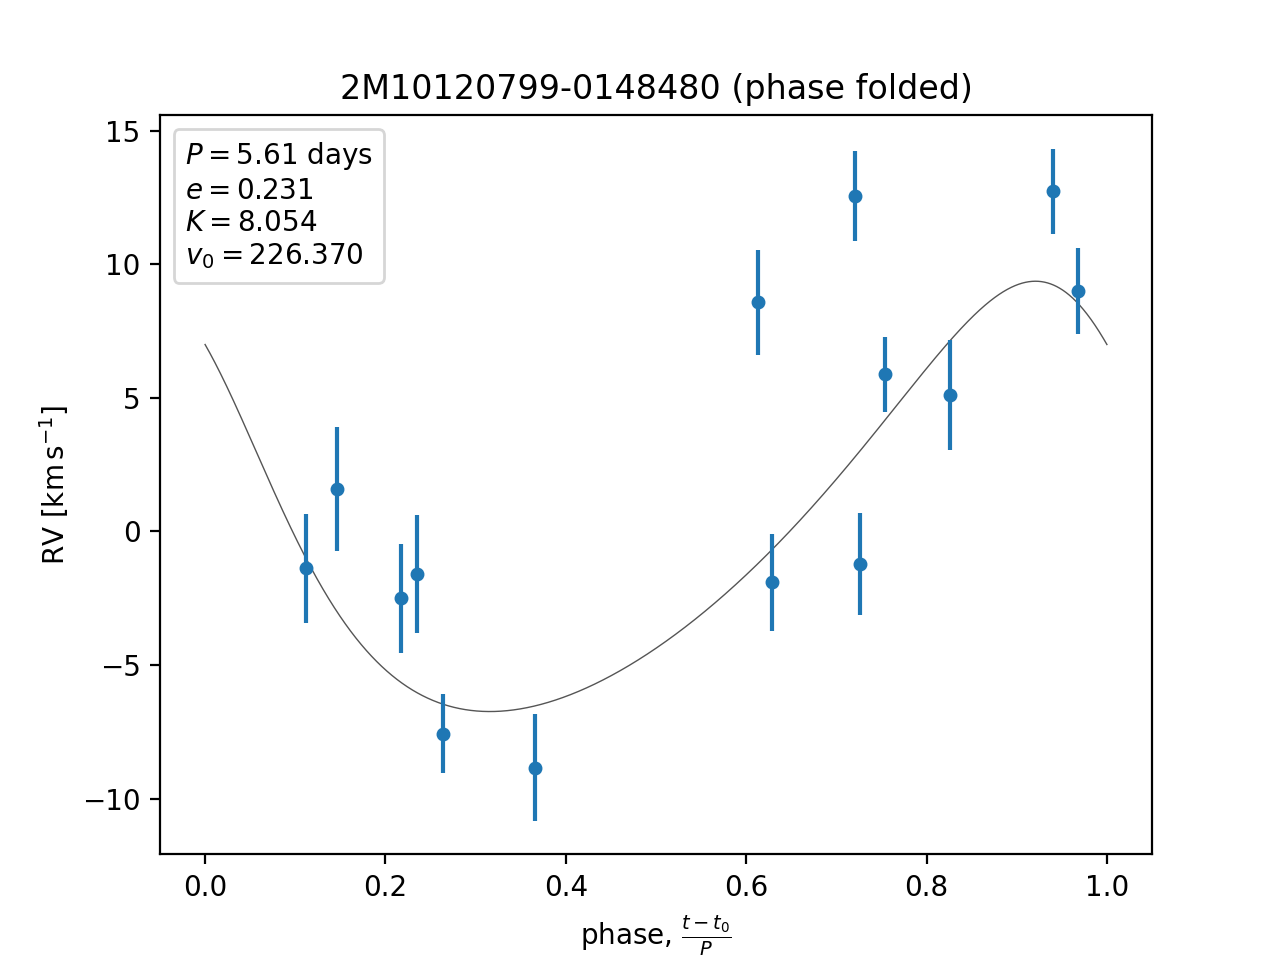 2M10120799-0148480 (phase folded)
P = 5.61 days
e = 0.231
K = 8.054
v₀ = 226.370
15
10
5
0
−5
−10
RV [km s⁻¹]
0.0 0.2 0.4 0.6 0.8 1.0
phase, (t − t₀)/P